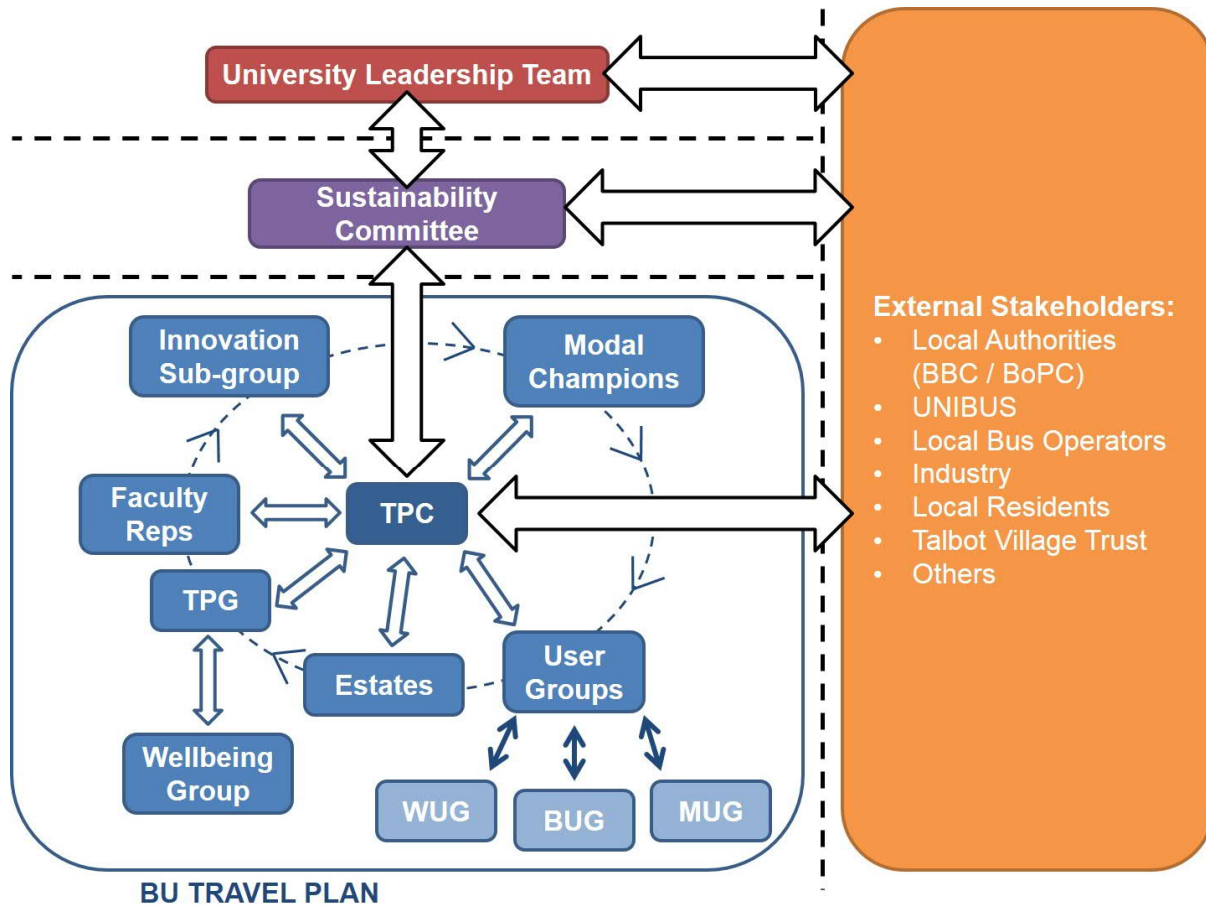 University Leadership Team
Sustainability
Committee
Innovation
Sub-group
Modal
Champions
Faculty
Reps
TPC
TPG
Estates
User
Groups
Wellbeing
Group
WUG
BUG
MUG
BU TRAVEL PLAN
External Stakeholders:
• Local Authorities
(BBC / BoPC)
• UNIBUS
• Local Bus Operators
• Industry
• Local Residents
• Talbot Village Trust
• Others